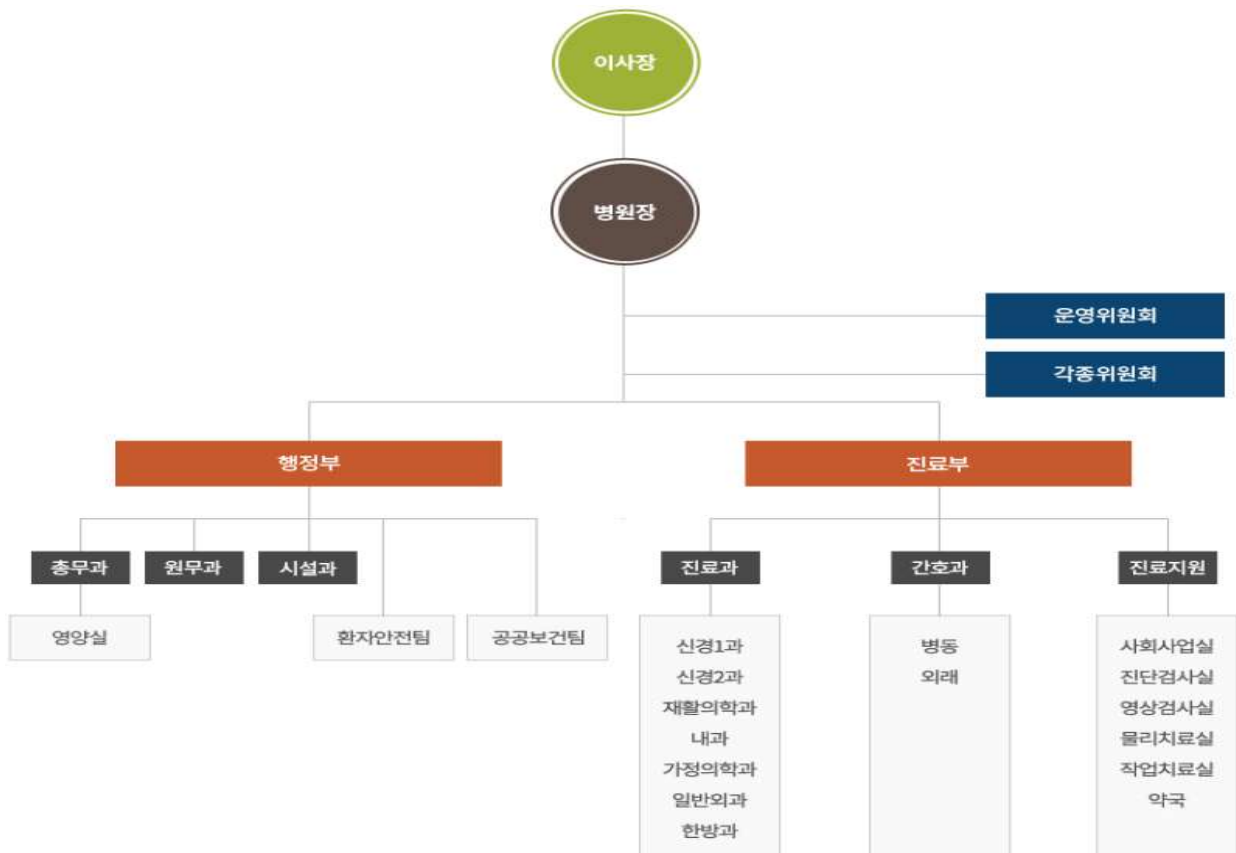 이사장
병원장
운영위원회
각종위원회
행정부
진료부
총무과
원무과
시설과
진료과
간호과
진료지원
영양실
환자안전팀
공공보건팀
신경1과
신경2과
재활의학과
내과
가정의학과
일반외과
한방과
병동
외래
사회사업실
진단검사실
영상검사실
물리치료실
작업치료실
약국